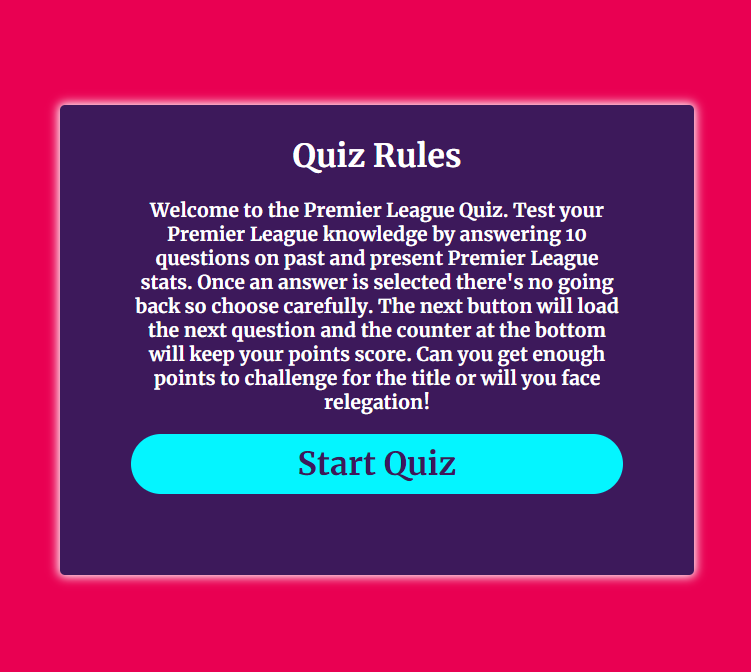 Quiz Rules
Welcome to the Premier League Quiz. Test your
Premier League knowledge by answering 10
questions on past and present Premier League
stats. Once an answer is selected there's no going
back so choose carefully. The next button will load
the next question and the counter at the bottom
will keep your points score. Can you get enough
points to challenge for the title or will you face
relegation!
Start Quiz